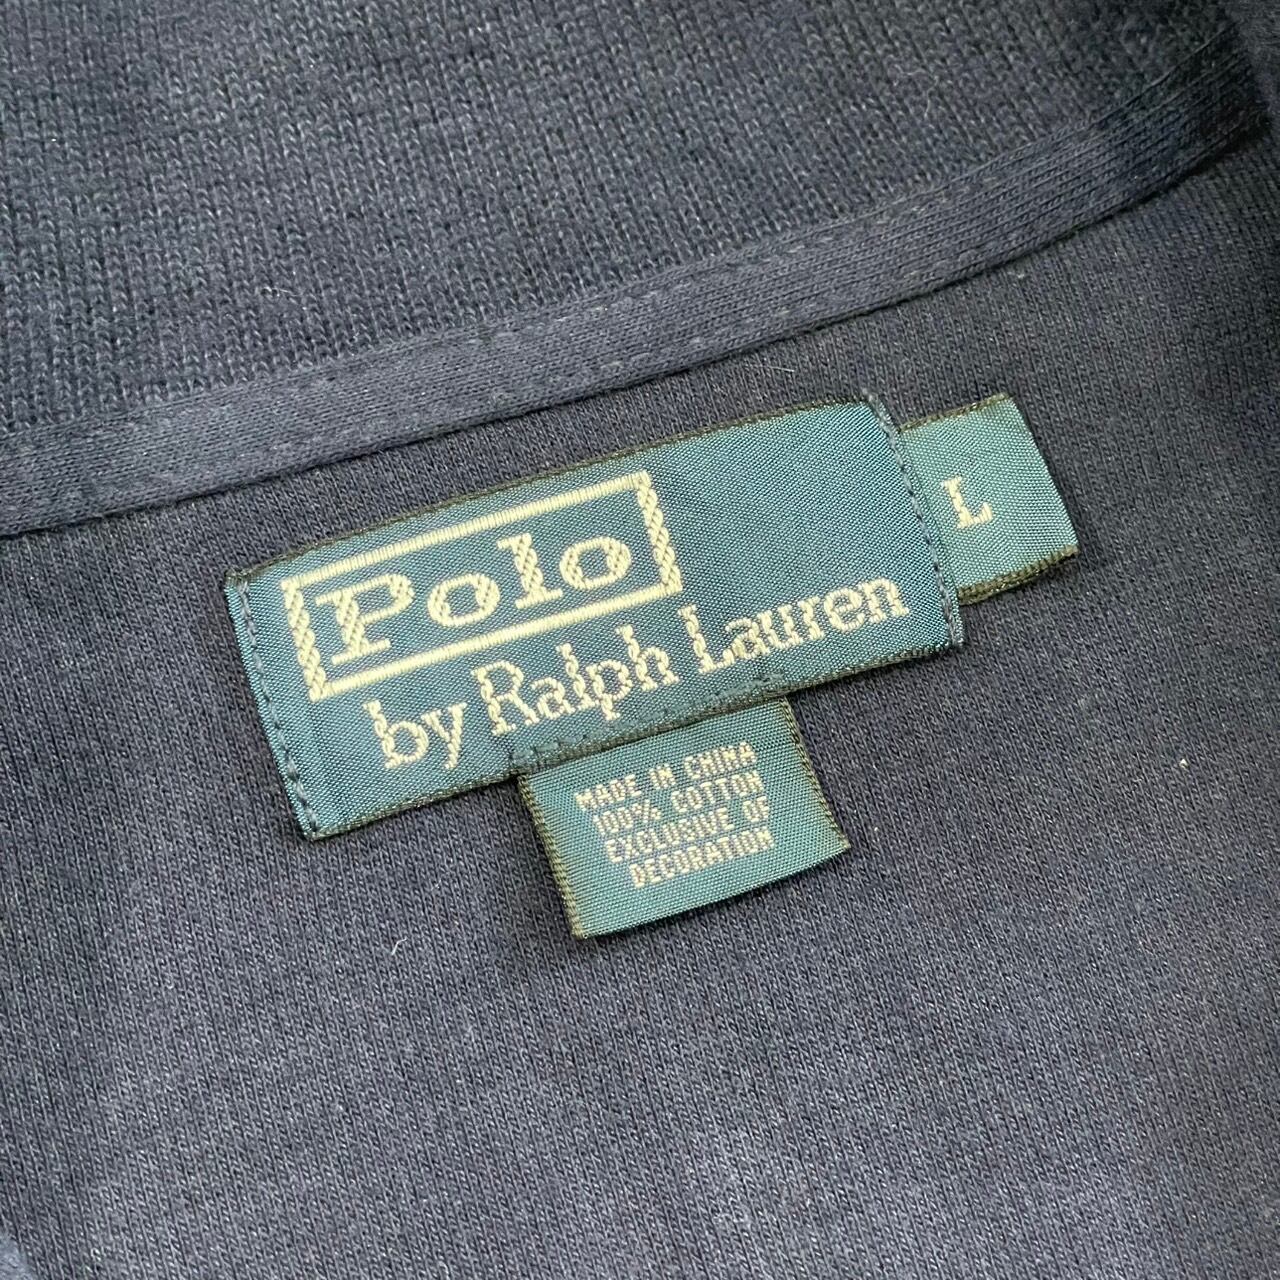 Polo
by Ralph Lauren
L
MADE IN CHINA
100% COTTON
EXCLUSIVE OF
DECORATION